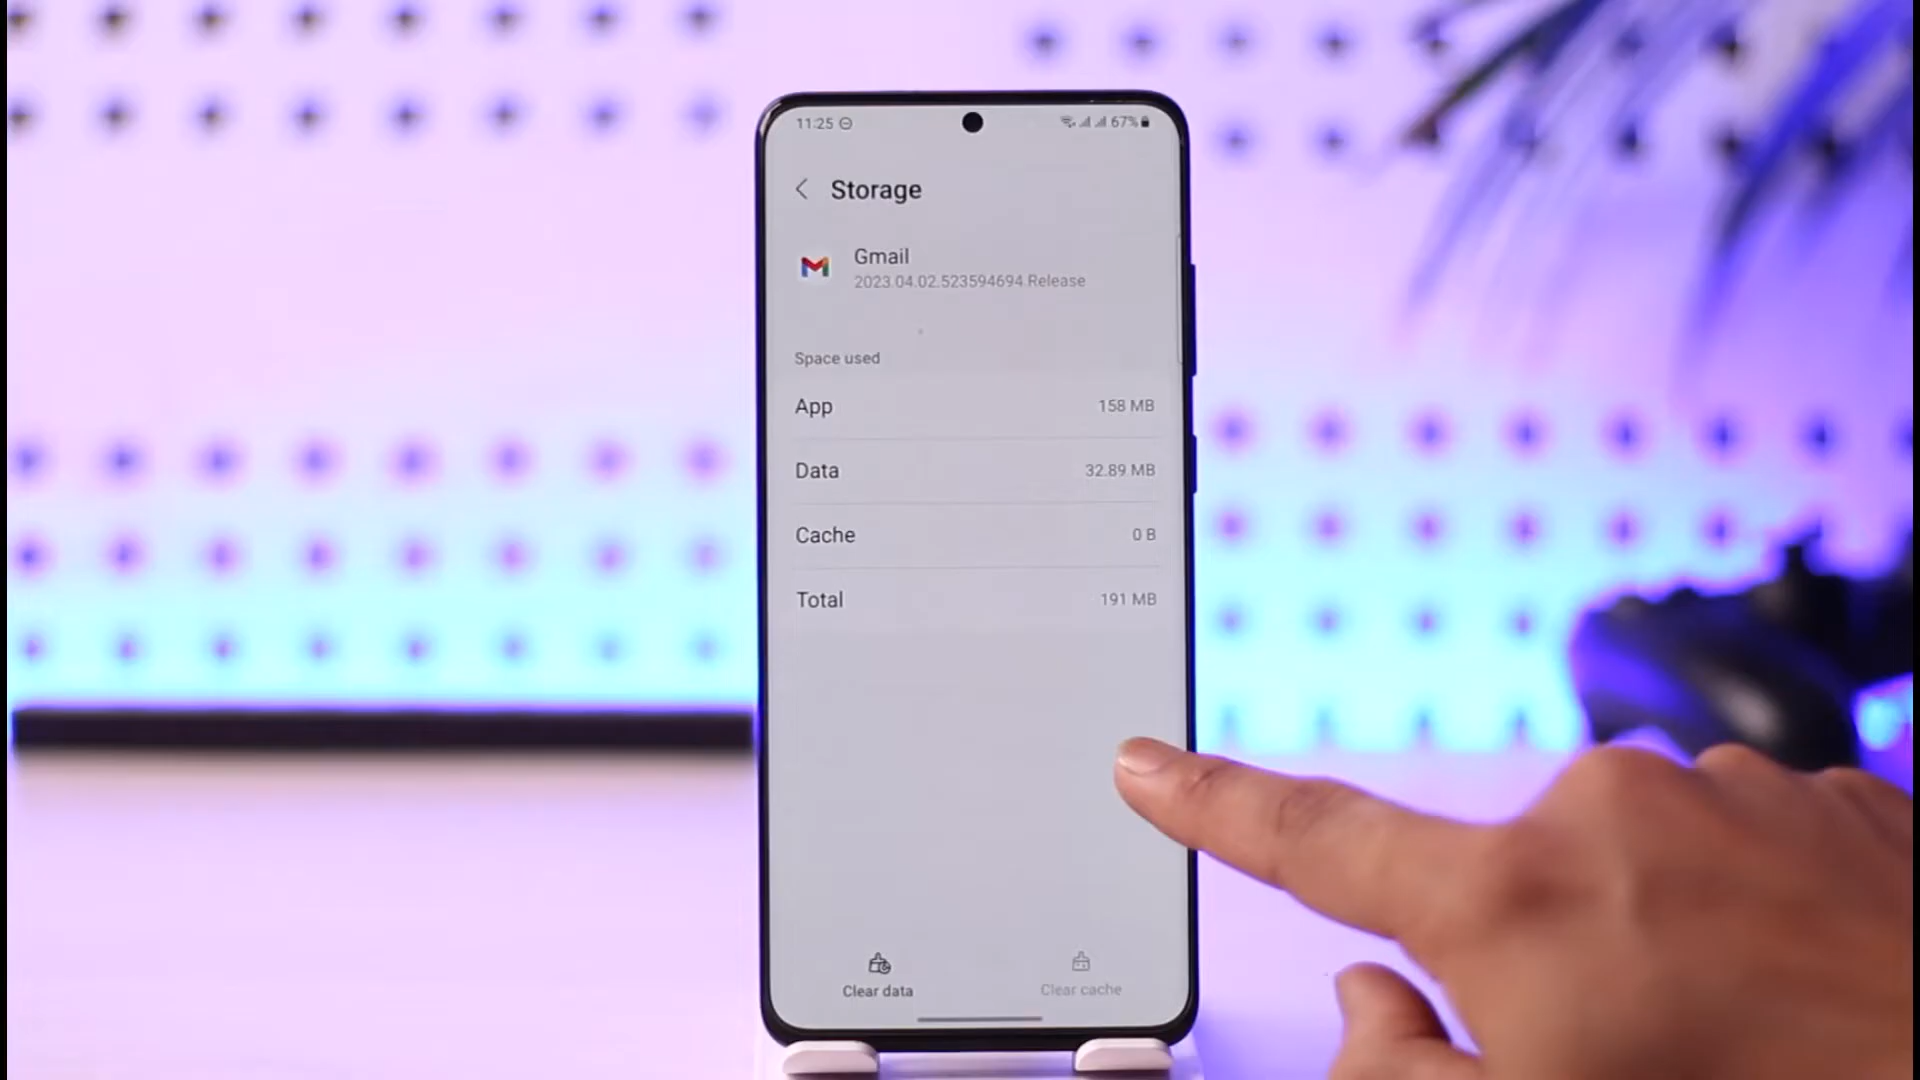 11:25 67%
Storage
Gmail
2023.04.02.523594694.Release
Space used
App 158 MB
Data 32.89 MB
Cache 0 B
Total 191 MB
Clear data Clear cache